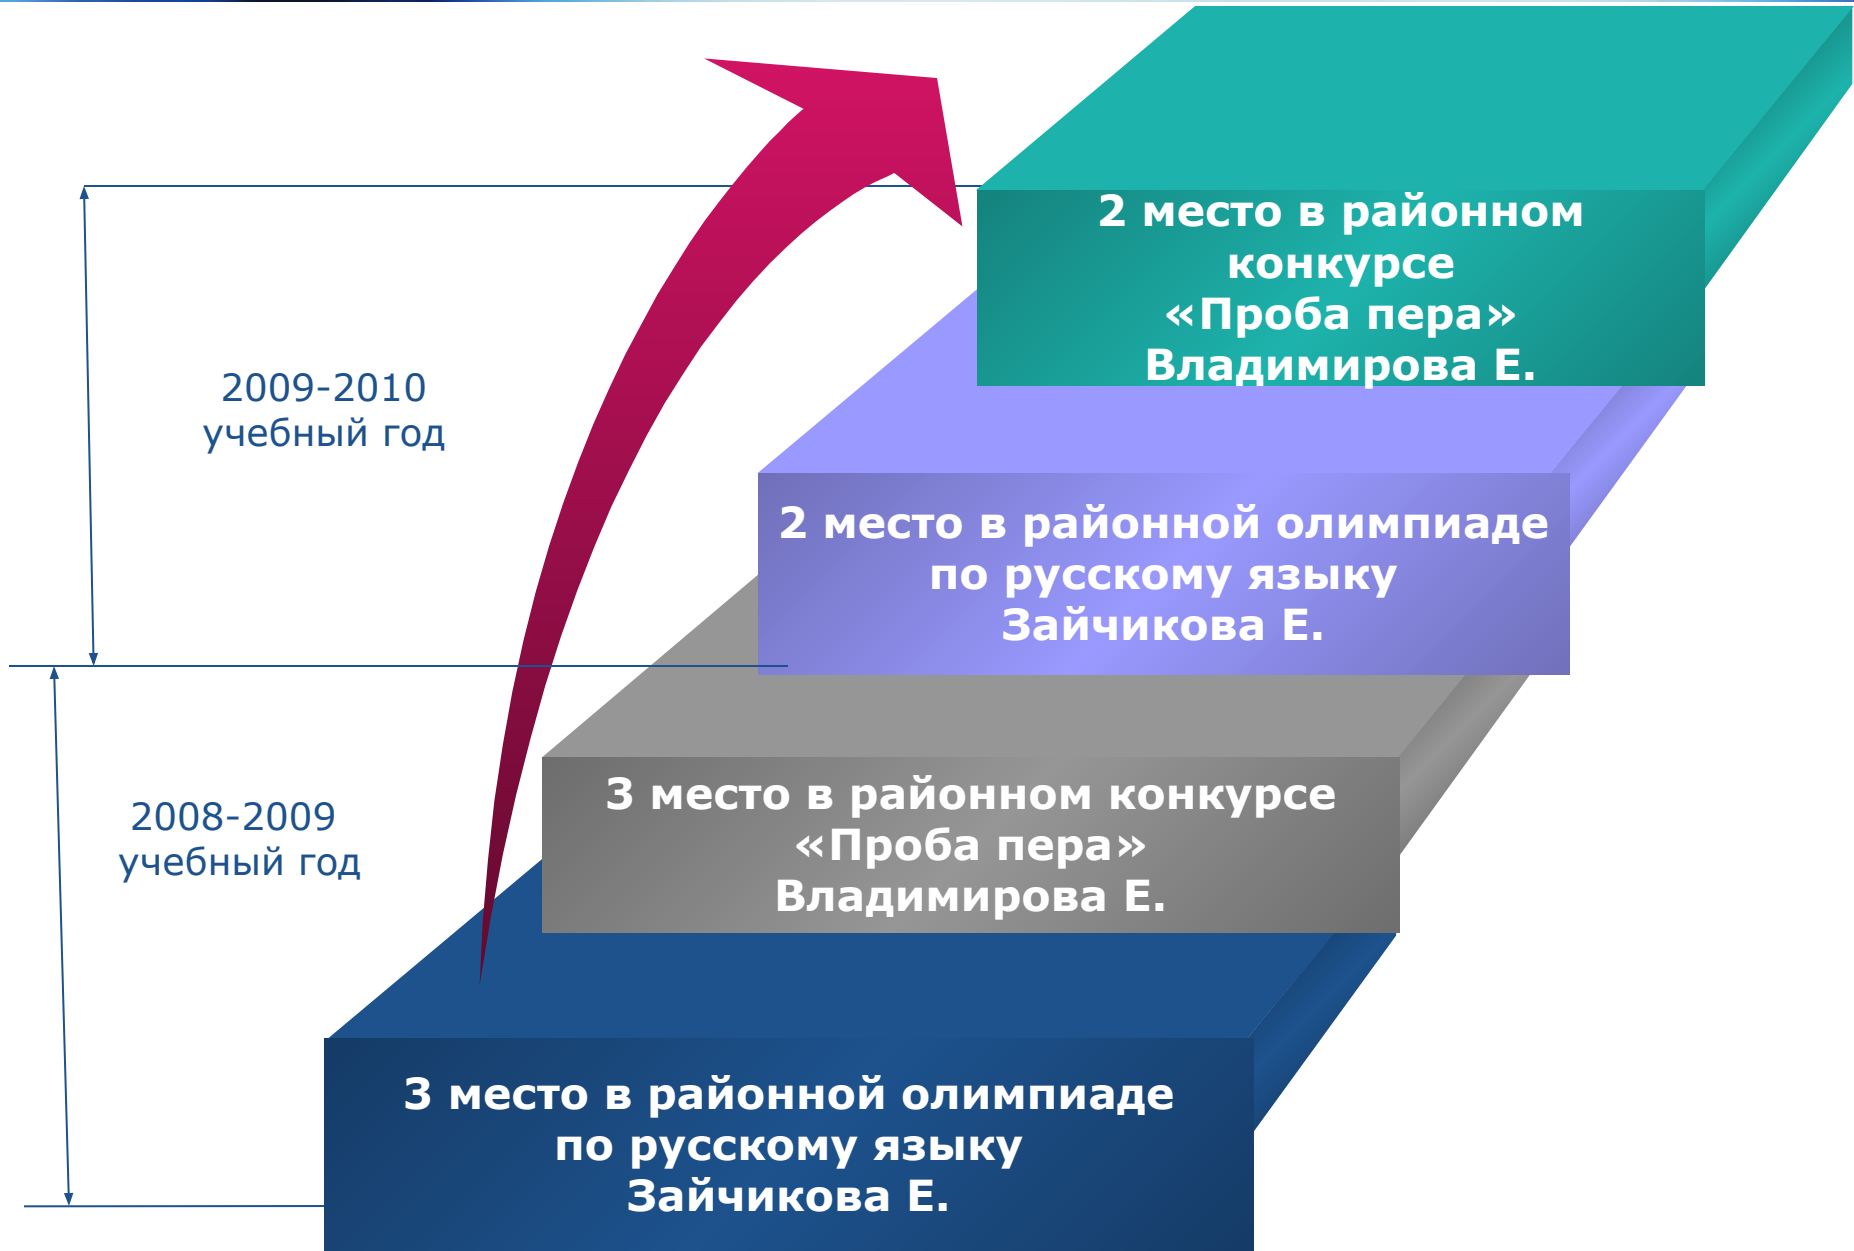 2 место в районном
конкурсе
«Проба пера»
Владимирова Е.
2009-2010
учебный год
2 место в районной олимпиаде
по русскому языку
Зайчикова Е.
3 место в районном конкурсе
«Проба пера»
Владимирова Е.
2008-2009
учебный год
3 место в районной олимпиаде
по русскому языку
Зайчикова Е.